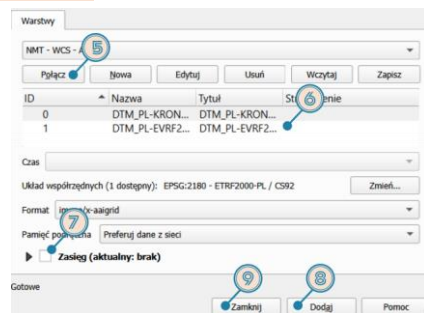 Warstwy
NMT - WCS - A
5
Połącz Nowa Edytuj Usuń Wczytaj Zapisz
ID Nazwa Tytuł
6
0 DTM_PL-KRON... DTM_PL-KRON...
1 DTM_PL-EVRF2... DTM_PL-EVRF2...
Czas
Układ współrzędnych (1 dostępny): EPSG:2180 - ETRF2000-PL / CS92 Zmień...
Format image/x-aaigrid
7
Pamięć podręczna Preferuj dane z sieci
Zasięg (aktualny: brak)
9 8
Gotowe
Zamknij Dodaj Pomoc